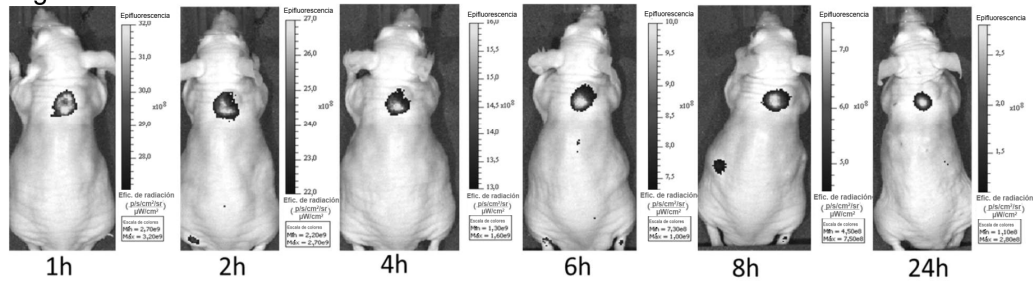 Epifluorescencia
32,0
31,0
30,0
x10⁸
29,0
28,0
Efic. de radiación
(p/s/cm²/sr
µW/cm²)
Escala de colores
Mín = 2,70e9
Máx = 3,20e9
1h
Epifluorescencia
27,0
26,0
25,0
x10⁸
24,0
23,0
22,0
Efic. de radiación
(p/s/cm²/sr
µW/cm²)
Escala de colores
Mín = 2,20e9
Máx = 2,70e9
2h
Epifluorescencia
16,0
15,5
15,0
14,5
x10⁸
14,0
13,5
13,0
Efic. de radiación
(p/s/cm²/sr
µW/cm²)
Escala de colores
Mín = 1,30e9
Máx = 1,60e9
4h
Epifluorescencia
10,0
9,5
9,0
8,5
x10⁸
8,0
7,5
Efic. de radiación
(p/s/cm²/sr
µW/cm²)
Escala de colores
Mín = 7,30e8
Máx = 1,00e9
6h
Epifluorescencia
7,0
6,0
x10⁸
5,0
Efic. de radiación
(p/s/cm²/sr
µW/cm²)
Escala de colores
Mín = 4,50e8
Máx = 7,50e8
8h
Epifluorescencia
2,5
2,0
x10⁸
1,5
Efic. de radiación
(p/s/cm²/sr
µW/cm²)
Escala de colores
Mín = 1,10e8
Máx = 2,80e8
24h